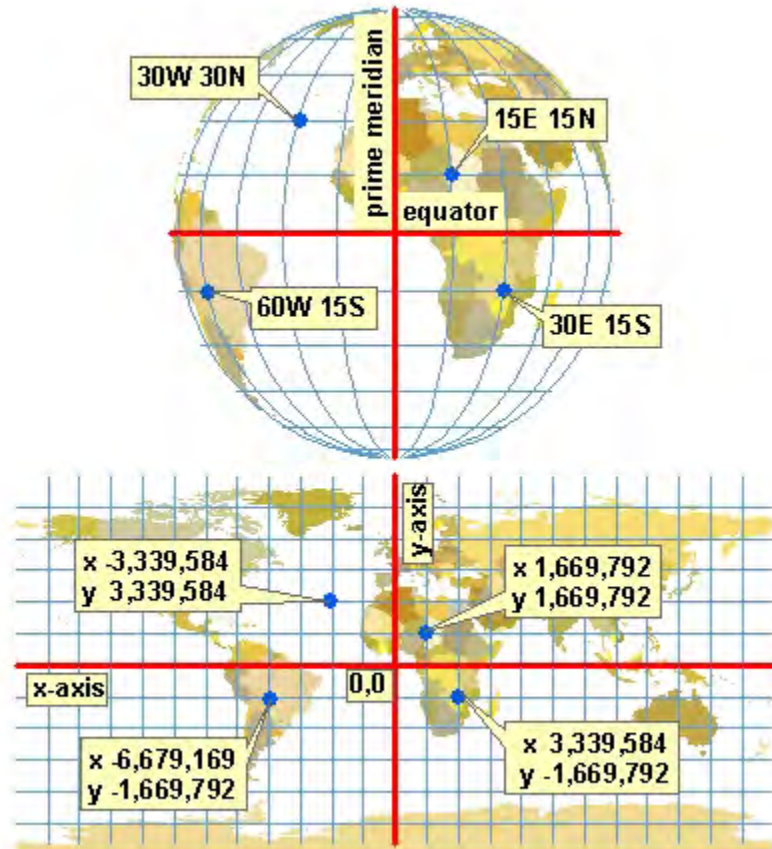 30W 30N
prime meridian
15E 15N
equator
60W 15S
30E 15S
y-axis
x -3,339,584
y 3,339,584
x 1,669,792
y 1,669,792
x-axis
0,0
x -6,679,169
y -1,669,792
x 3,339,584
y -1,669,792